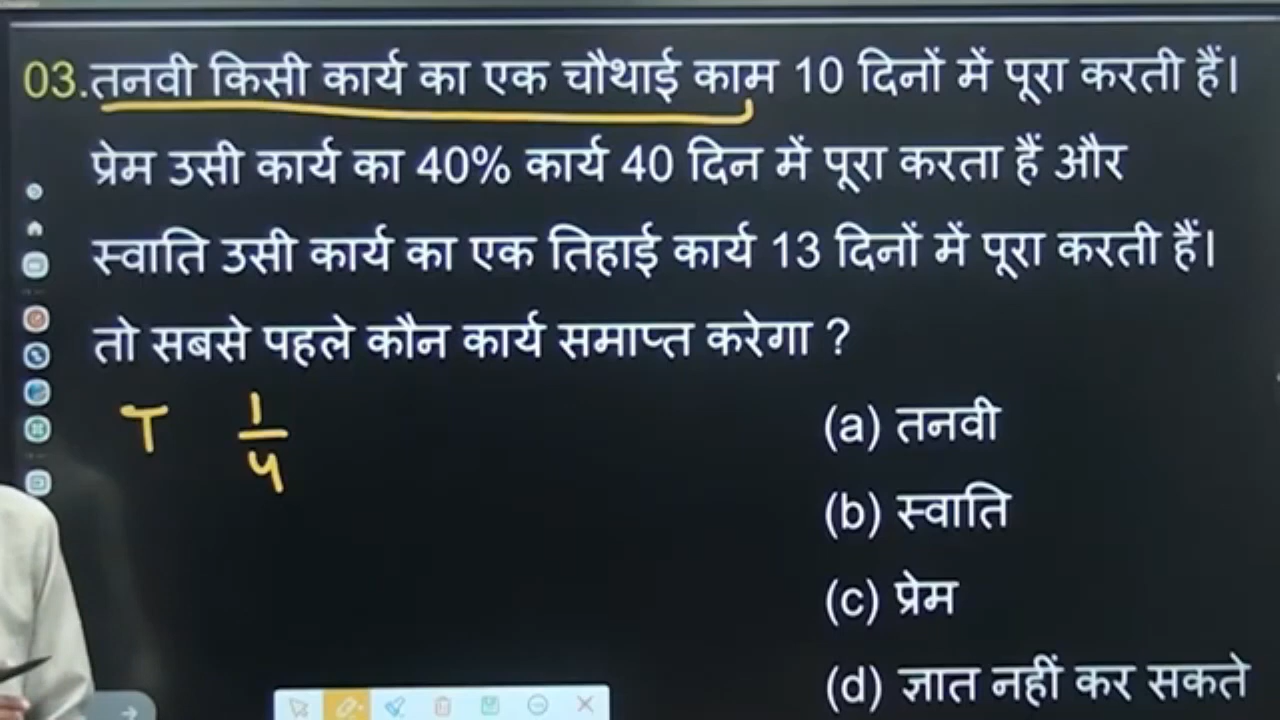 03.तनवी किसी कार्य का एक चौथाई काम 10 दिनों में पूरा करती हैं।
प्रेम उसी कार्य का 40% कार्य 40 दिन में पूरा करता हैं और
स्वाति उसी कार्य का एक तिहाई कार्य 13 दिनों में पूरा करती हैं।
तो सबसे पहले कौन कार्य समाप्त करेगा ?
T 1/4
(a) तनवी
(b) स्वाति
(c) प्रेम
(d) ज्ञात नहीं कर सकते